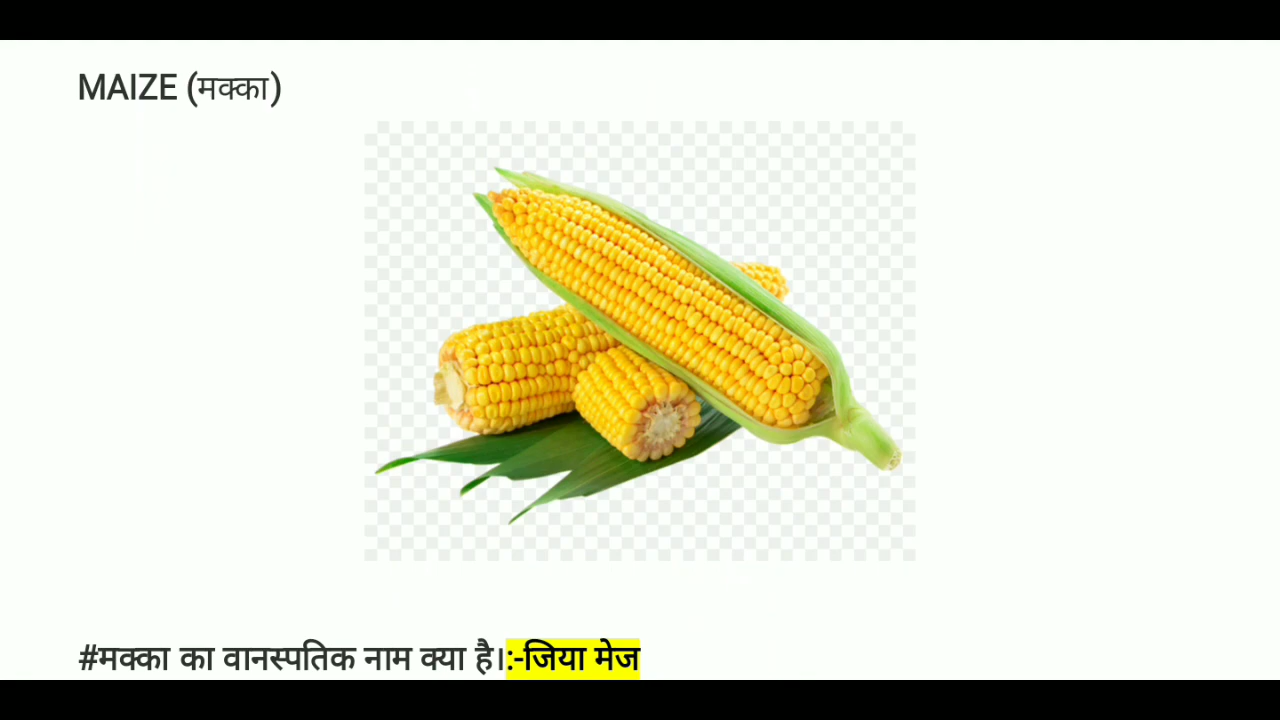 MAIZE (मक्का)
#मक्का का वानस्पतिक नाम क्या है।:-जिया मेज